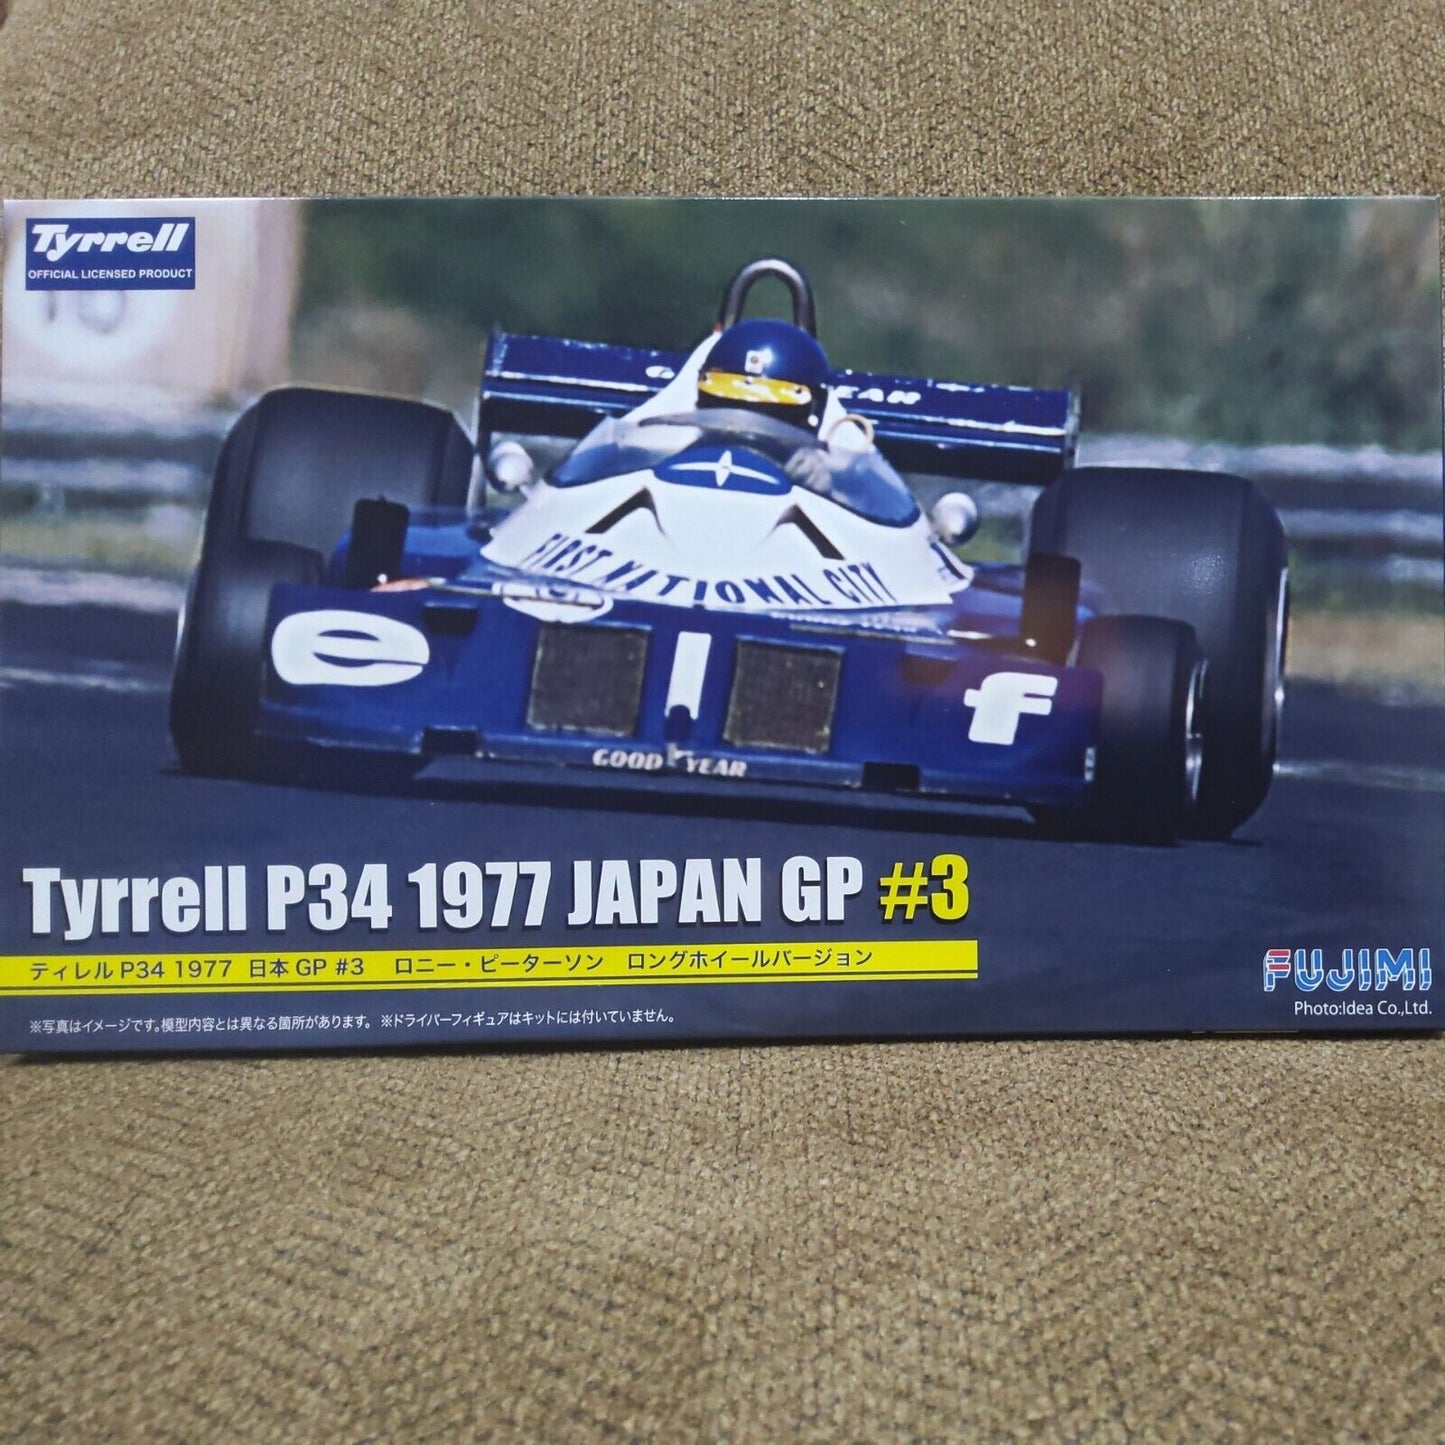 Tyrrell
OFFICIAL LICENSED PRODUCT
EAR
FIRST NATIONAL CITY
elf
GOOD YEAR
Tyrrell P34 1977 JAPAN GP #3
ティレル P34 1977 日本 GP #3 ロニー・ピーターソン ロングホイールバージョン
FUJIMI
Photo:Idea Co.,Ltd.
※写真はイメージです。模型内容とは異なる箇所があります。 ※ドライバーフィギュアはキットには付いていません。